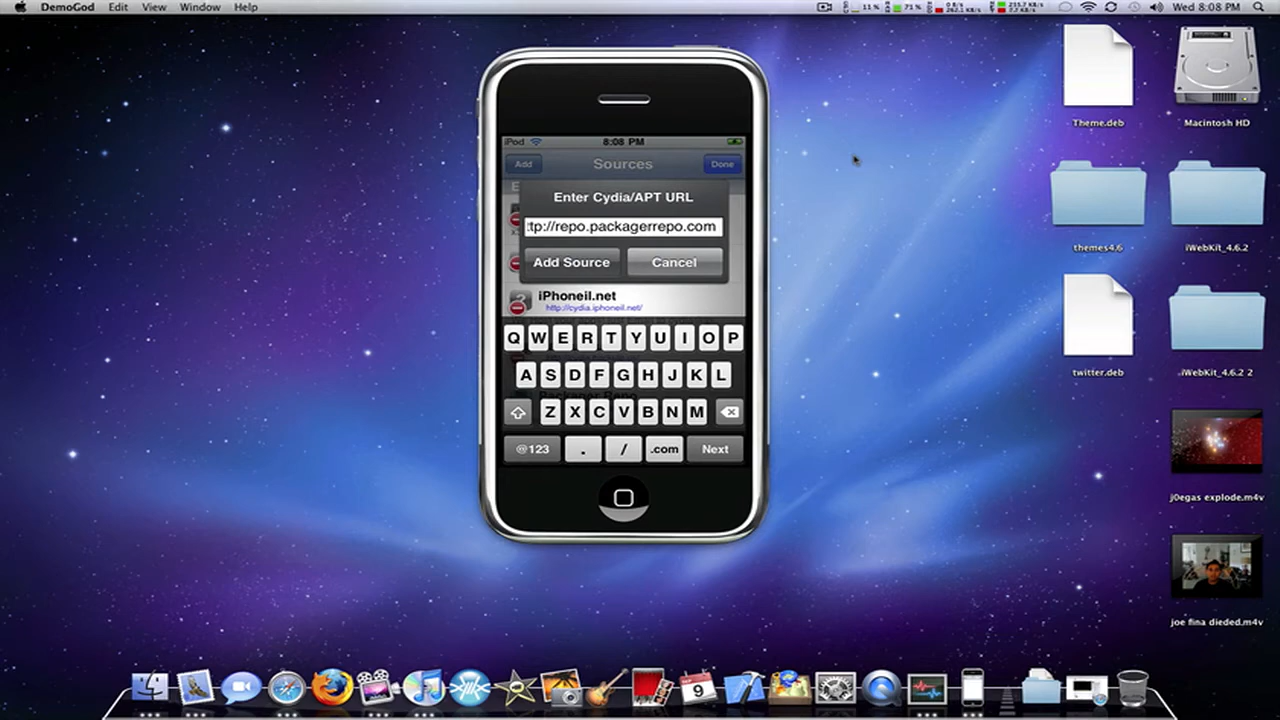 DemoGod Edit View Window Help
11 % 71 % Wed 8:08 PM
iPod 8:08 PM
Add Sources Done
Enter Cydia/APT URL
tp://repo.packagerrepo.com
Add Source Cancel
iPhoneil.net
http://cydia.iphoneil.net/
Q W E R T Y U I O P
A S D F G H J K L
Z X C V B N M
@123 . / .com Next
Theme.deb
Macintosh HD
themes4.6
iWebKit_4.6.2
twitter.deb
iWebKit_4.6.2 2
j0egas explode.m4v
joe fina dieded.m4v
9